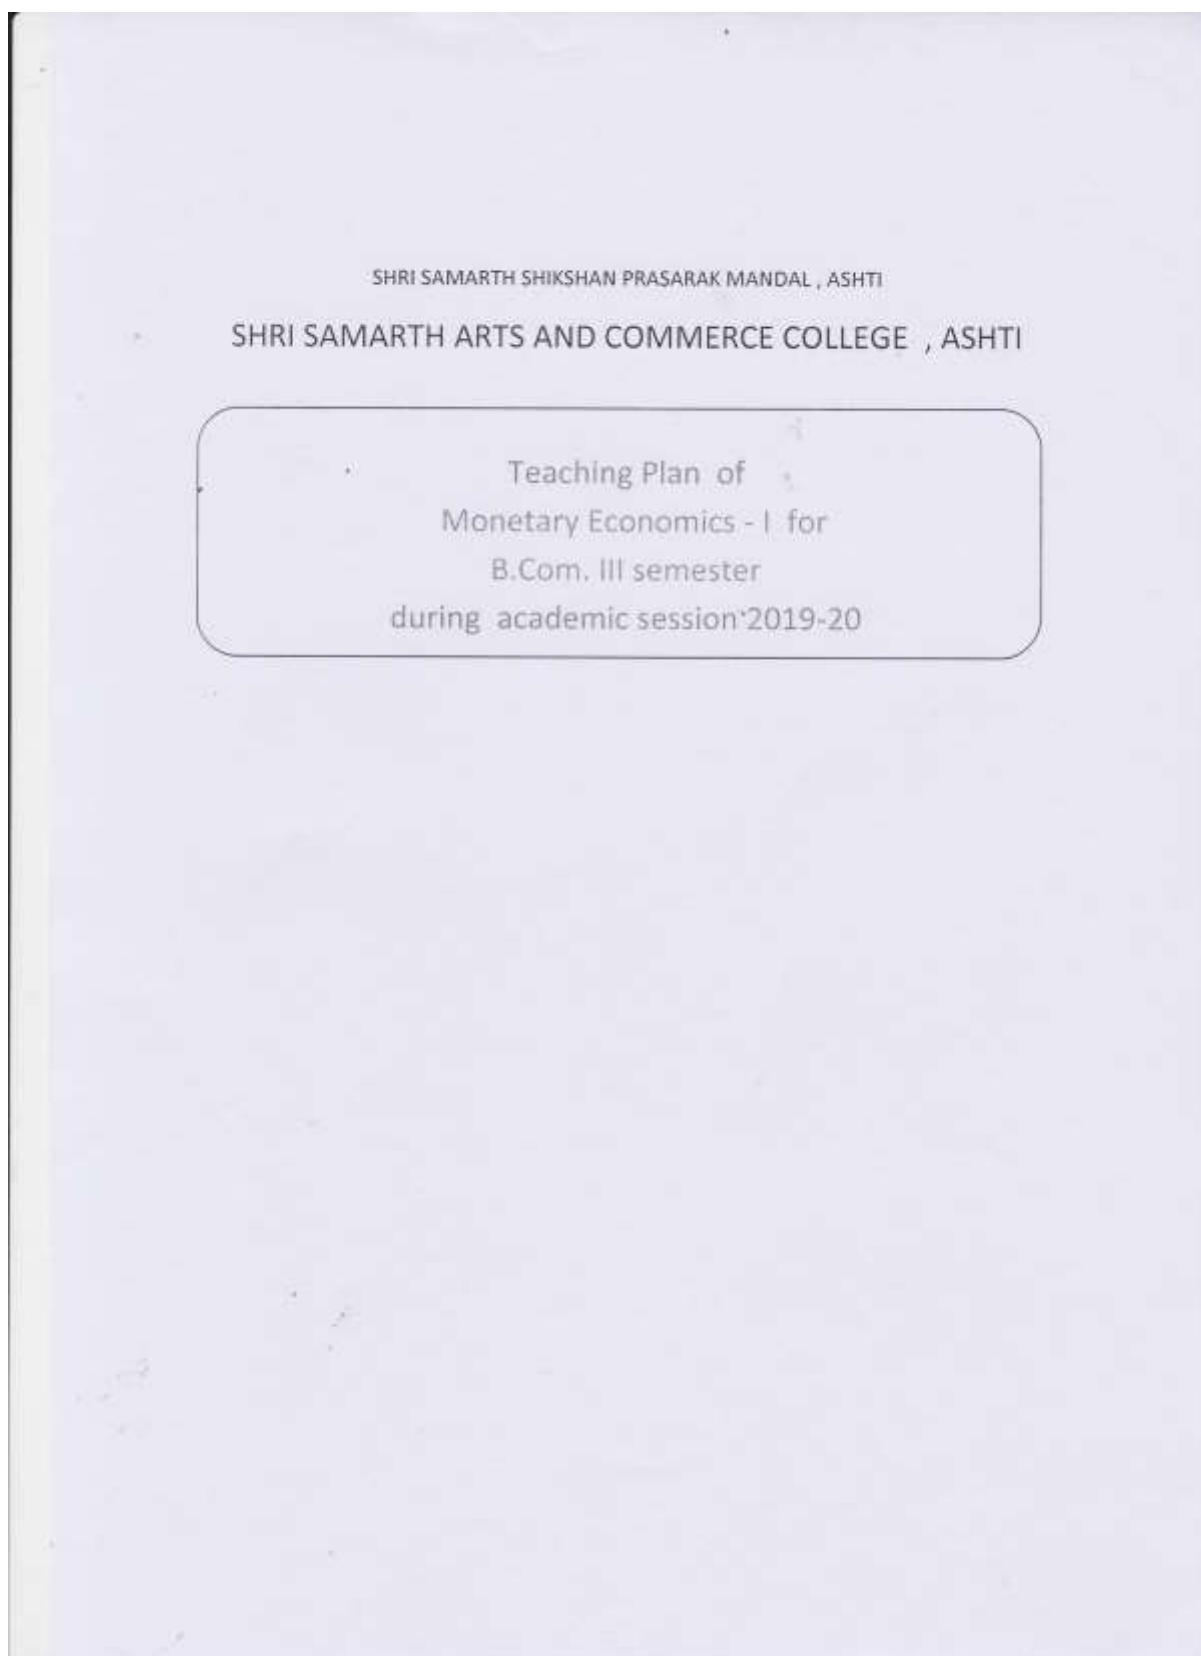 SHRI SAMARTH SHIKSHAN PRASARAK MANDAL , ASHTI
SHRI SAMARTH ARTS AND COMMERCE COLLEGE , ASHTI
Teaching Plan of
Monetary Economics - I for
B.Com. III semester
during academic session 2019-20